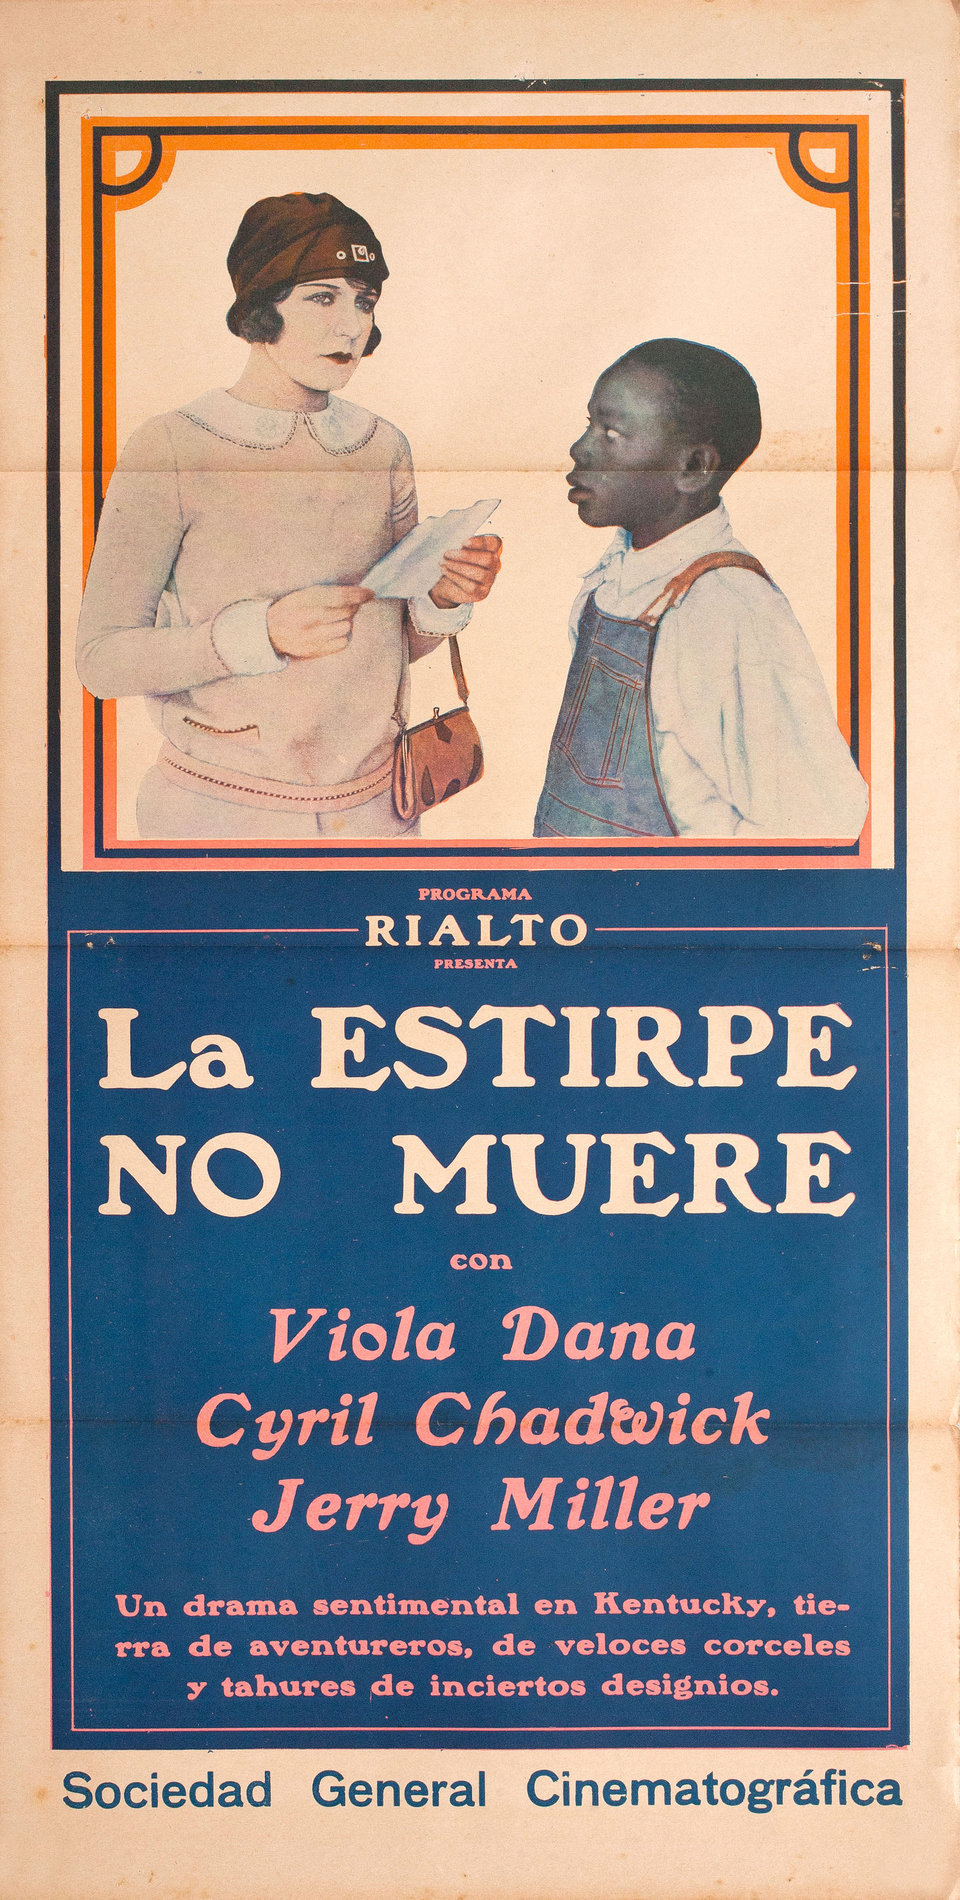 PROGRAMA
RIALTO
PRESENTA
La ESTIRPE
NO MUERE
con
Viola Dana
Cyril Chadwick
Jerry Miller
Un drama sentimental en Kentucky, tie-
rra de aventureros, de veloces corceles
y tahures de inciertos designios.
Sociedad General Cinematográfica